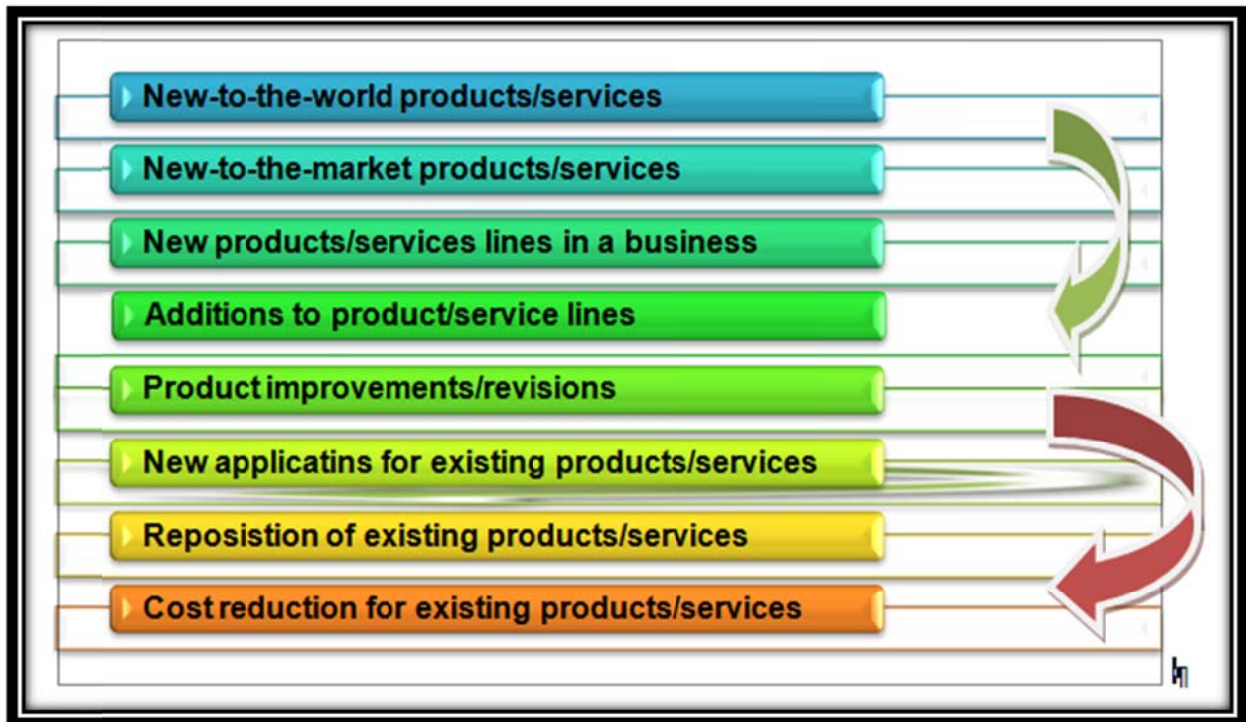 New-to-the-world products/services
New-to-the-market products/services
New products/services lines in a business
Additions to product/service lines
Product improvements/revisions
New applicatins for existing products/services
Reposistion of existing products/services
Cost reduction for existing products/services